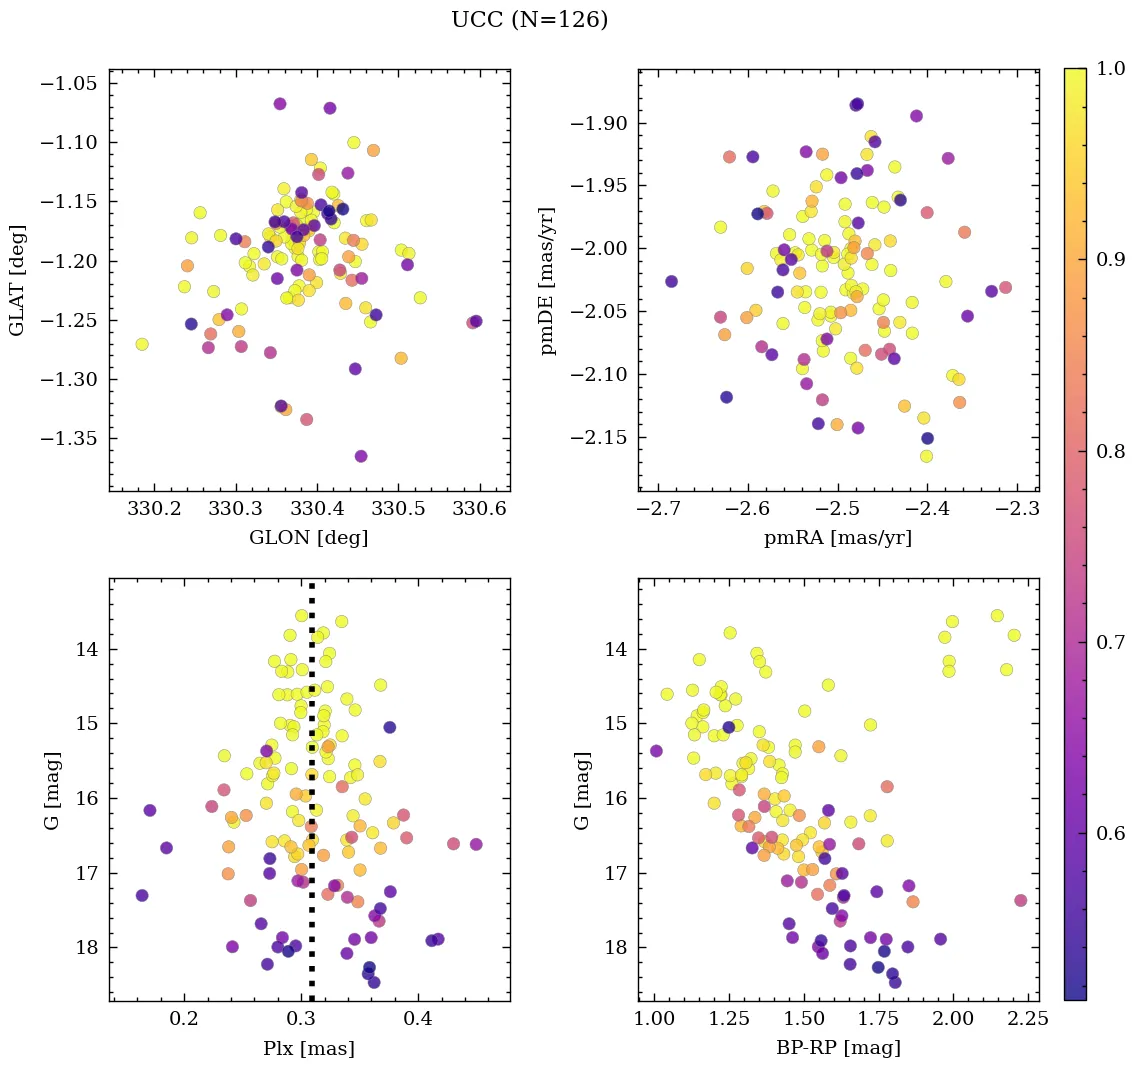 UCC (N=126)
−1.05
−1.10
−1.15
−1.20
−1.25
−1.30
−1.35
GLAT [deg]
330.2 330.3 330.4 330.5 330.6
GLON [deg]
−1.90
−1.95
−2.00
−2.05
−2.10
−2.15
pmDE [mas/yr]
−2.7 −2.6 −2.5 −2.4 −2.3
pmRA [mas/yr]
14
15
16
17
18
G [mag]
0.2 0.3 0.4
Plx [mas]
14
15
16
17
18
G [mag]
1.00 1.25 1.50 1.75 2.00 2.25
BP-RP [mag]
1.0
0.9
0.8
0.7
0.6